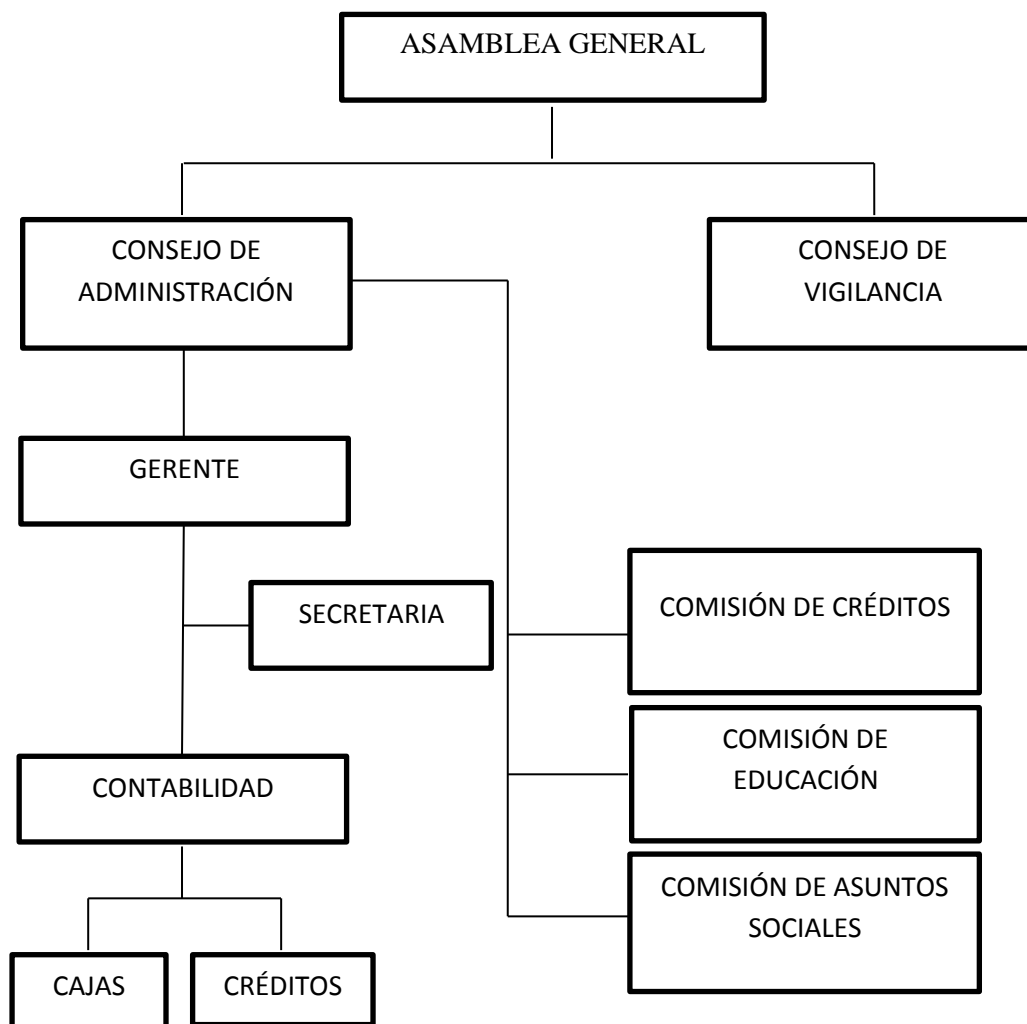 ASAMBLEA GENERAL
CONSEJO DE
ADMINISTRACIÓN
CONSEJO DE
VIGILANCIA
GERENTE
SECRETARIA
COMISIÓN DE CRÉDITOS
COMISIÓN DE
EDUCACIÓN
CONTABILIDAD
COMISIÓN DE ASUNTOS
SOCIALES
CAJAS
CRÉDITOS